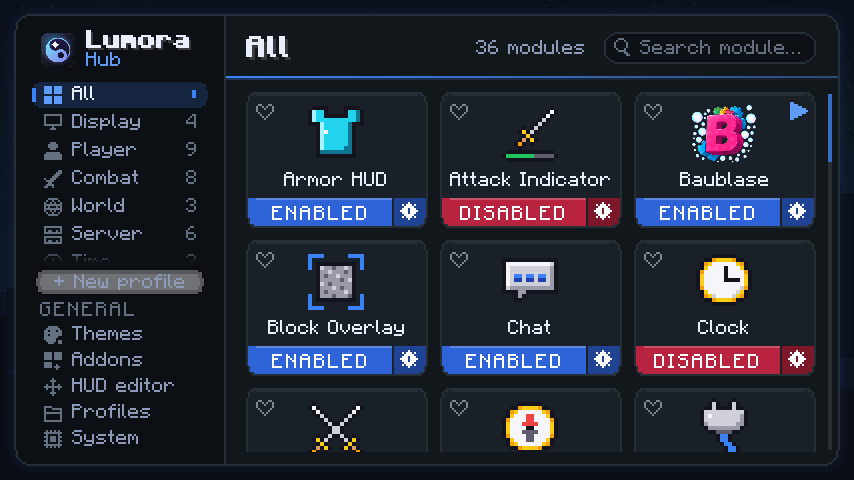 Lumora
Hub
All
36 modules
Search module...
All
Display 4
Player 9
Combat 8
World 3
Server 6
Time
+ New profile
GENERAL
Themes
Addons
HUD editor
Profiles
System
Armor HUD
ENABLED
Attack Indicator
DISABLED
B
Baublase
ENABLED
Block Overlay
ENABLED
Chat
ENABLED
Clock
DISABLED